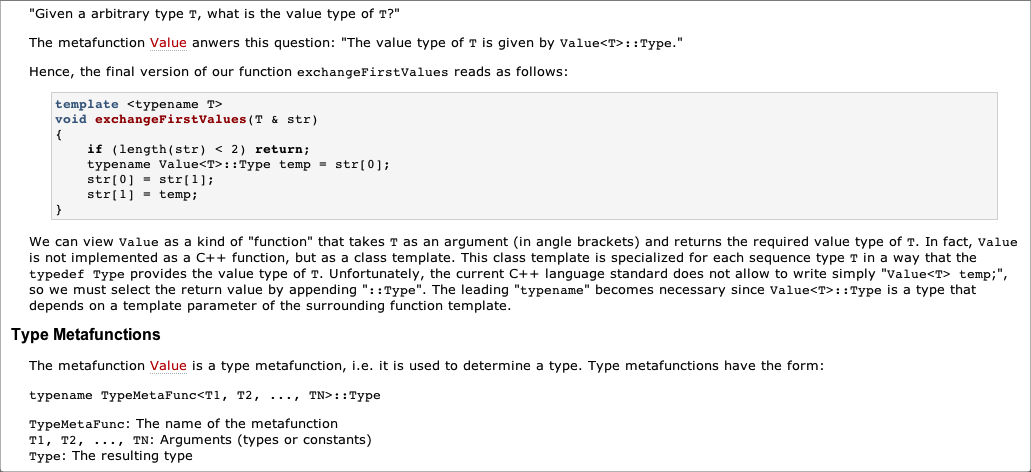 "Given a arbitrary type T, what is the value type of T?"
The metafunction Value anwers this question: "The value type of T is given by Value<T>::Type."
Hence, the final version of our function exchangeFirstValues reads as follows:
template <typename T>
void exchangeFirstValues(T & str)
{
    if (length(str) < 2) return;
    typename Value<T>::Type temp = str[0];
    str[0] = str[1];
    str[1] = temp;
}
We can view Value as a kind of "function" that takes T as an argument (in angle brackets) and returns the required value type of T. In fact, Value
is not implemented as a C++ function, but as a class template. This class template is specialized for each sequence type T in a way that the
typedef Type provides the value type of T. Unfortunately, the current C++ language standard does not allow to write simply "Value<T> temp;",
so we must select the return value by appending "::Type". The leading "typename" becomes necessary since Value<T>::Type is a type that
depends on a template parameter of the surrounding function template.
Type Metafunctions
The metafunction Value is a type metafunction, i.e. it is used to determine a type. Type metafunctions have the form:
typename TypeMetaFunc<T1, T2, ..., TN>::Type
TypeMetaFunc: The name of the metafunction
T1, T2, ..., TN: Arguments (types or constants)
Type: The resulting type